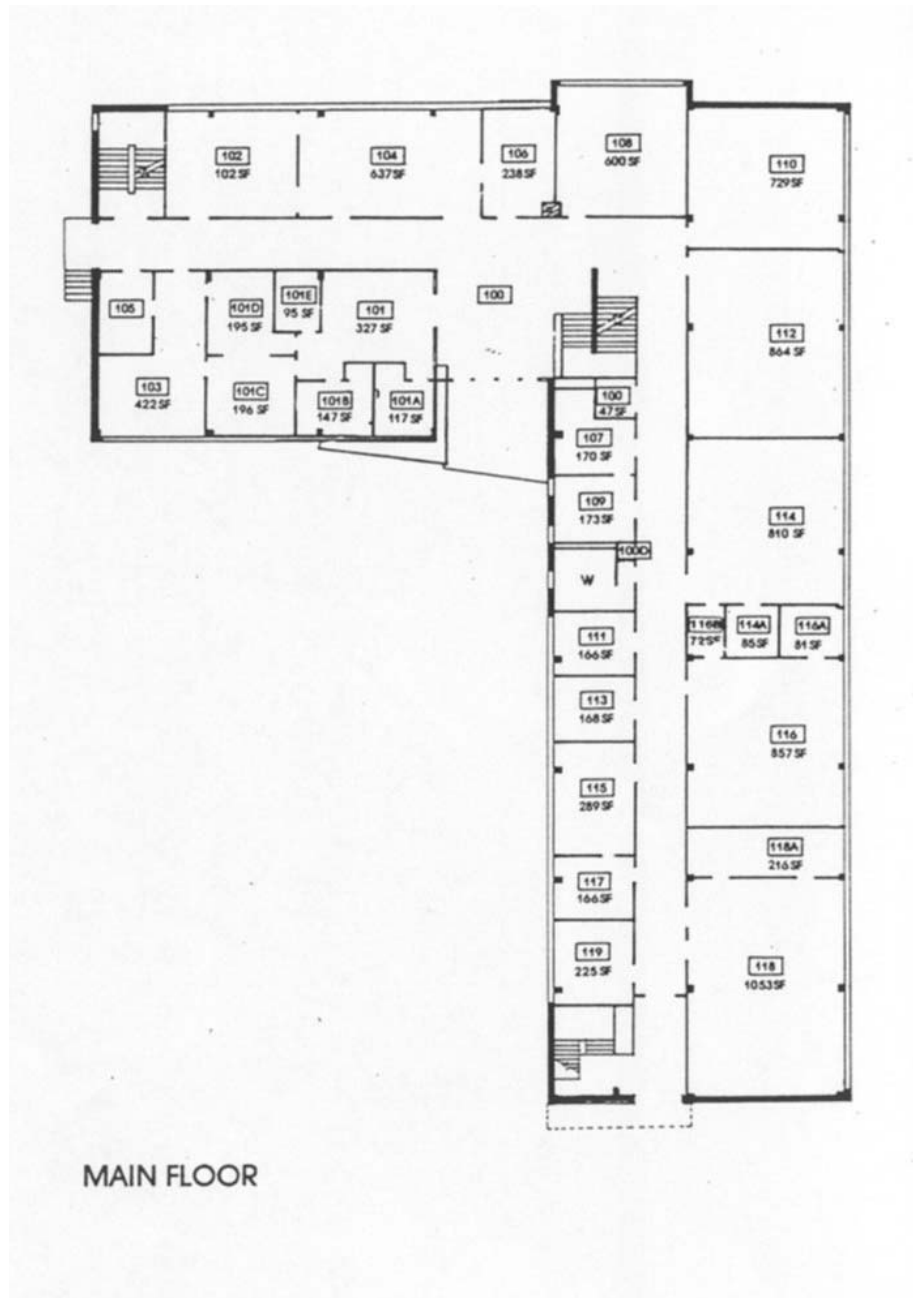 102
102 SF
104
637 SF
106
238 SF
108
600 SF
110
729 SF
105
101D
195 SF
101E
95 SF
101
327 SF
100
112
864 SF
103
422 SF
101C
196 SF
101B
147 SF
101A
117 SF
100
47 SF
107
170 SF
109
173 SF
114
810 SF
100D
W
111
166 SF
116B
72 SF
114A
85 SF
116A
81 SF
113
168 SF
116
857 SF
115
289 SF
118A
216 SF
117
166 SF
119
225 SF
118
1053 SF
MAIN FLOOR